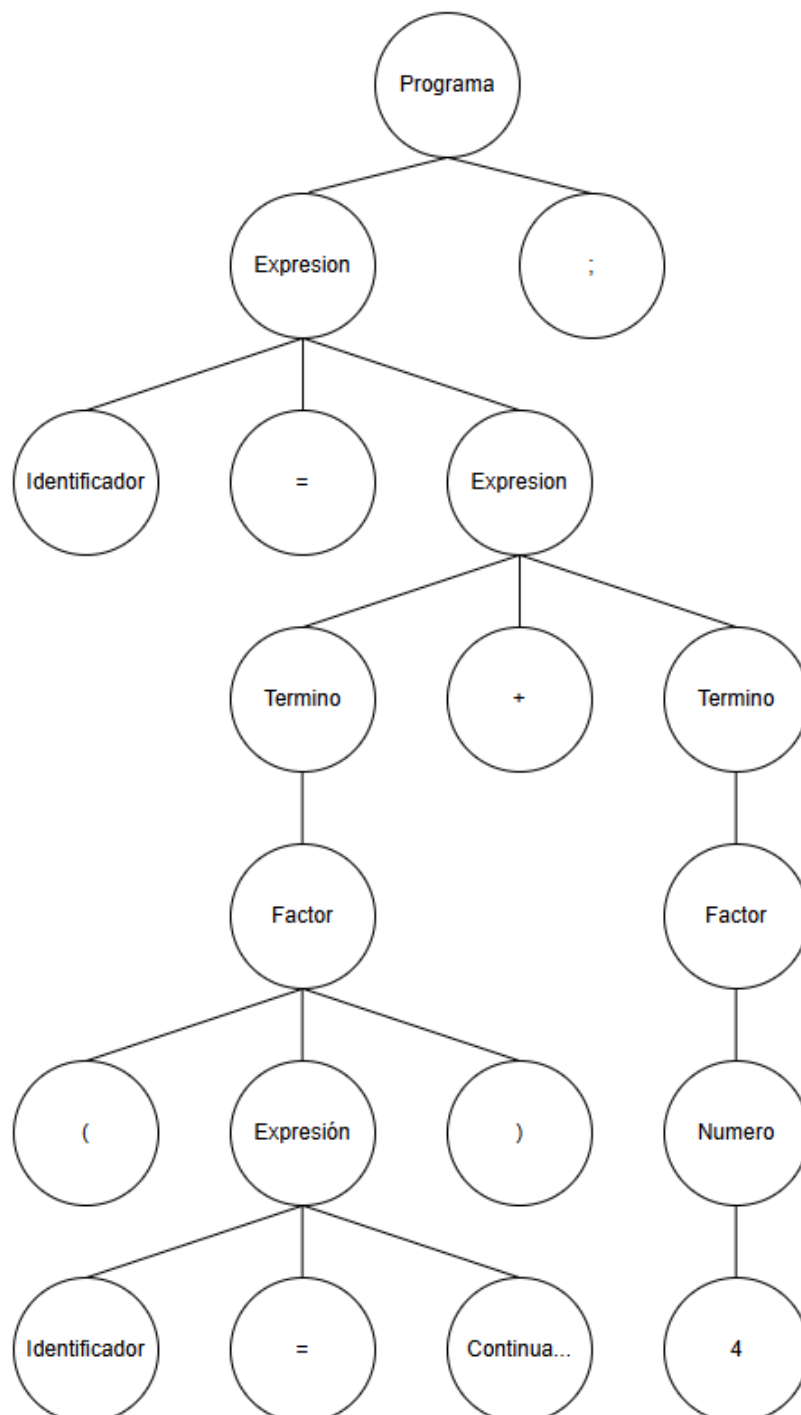 Programa
Expresion
;
Identificador
=
Expresion
Termino
+
Termino
Factor
Factor
(
Expresión
)
Numero
Identificador
=
Continua...
4